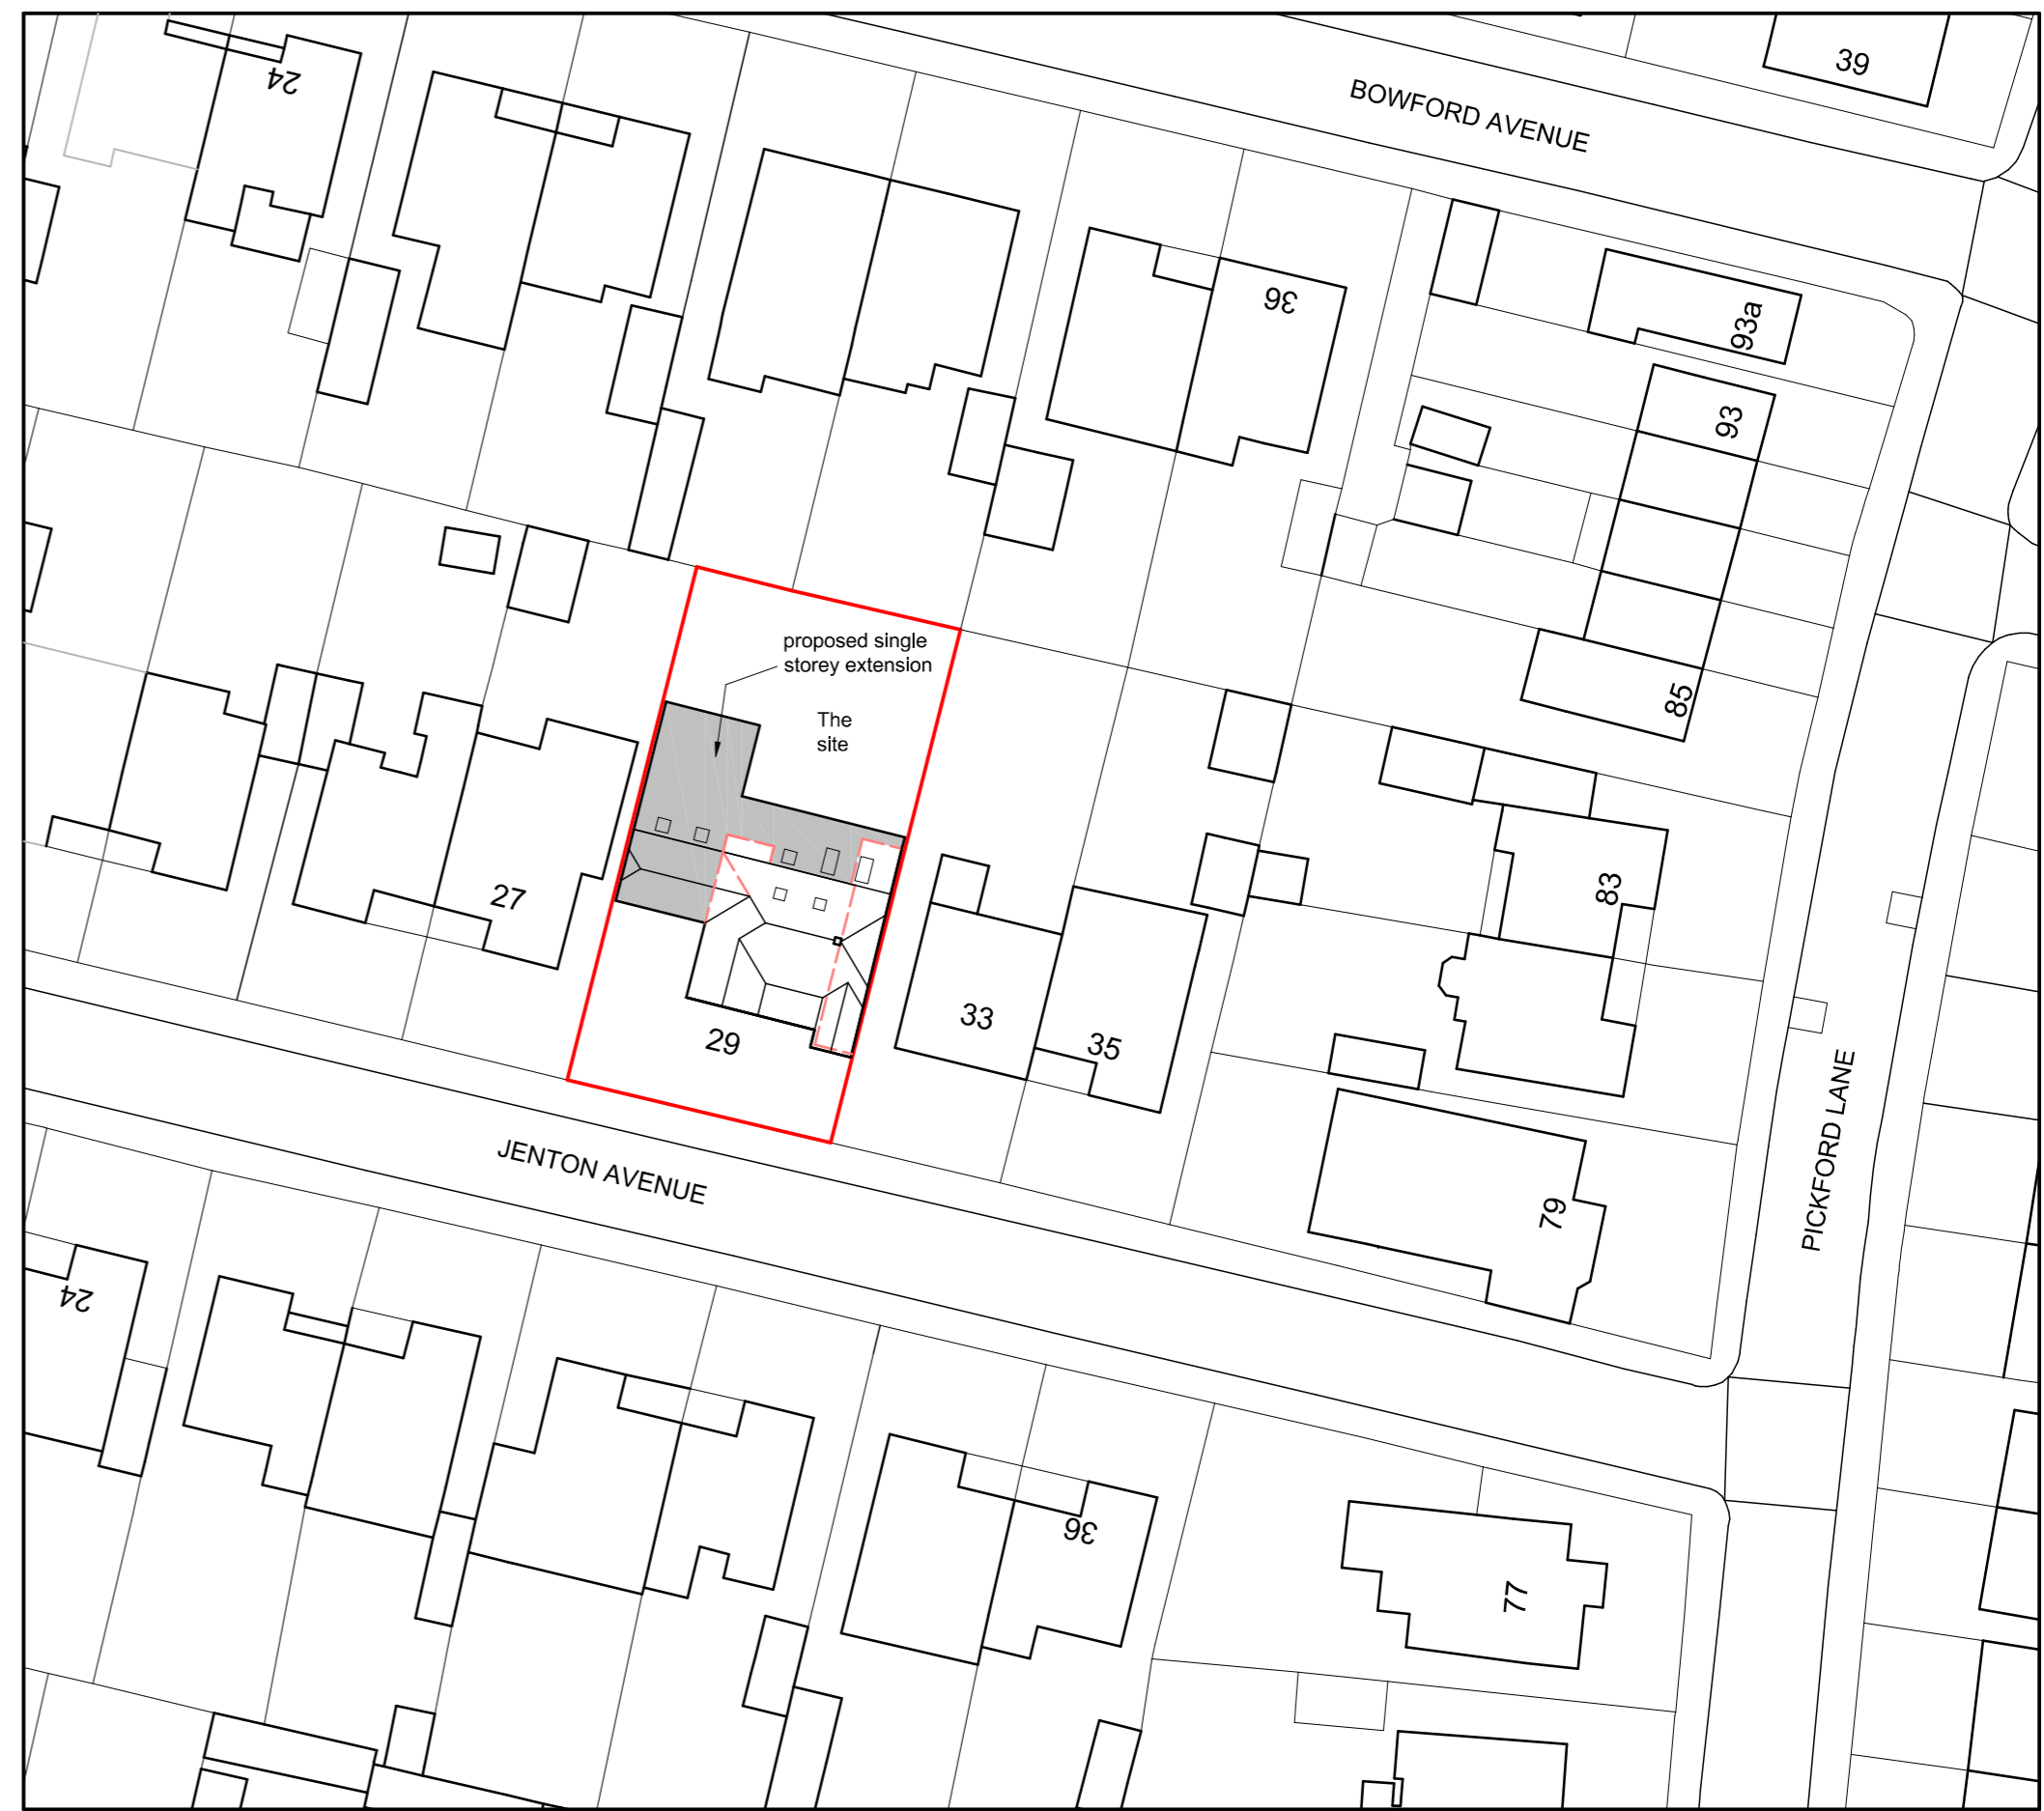 39
24
BOWFORD AVENUE
36
93a
93
proposed single
storey extension
85
The
site
83
27
33
29
35
PICKFORD LANE
JENTON AVENUE
79
24
36
77